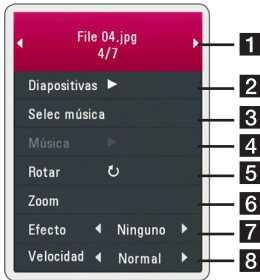 File 04.jpg 1
4/7
Diapositivas 2
Selec música 3
Música 4
Rotar 5
Zoom 6
Efecto Ninguno 7
Velocidad Normal 8